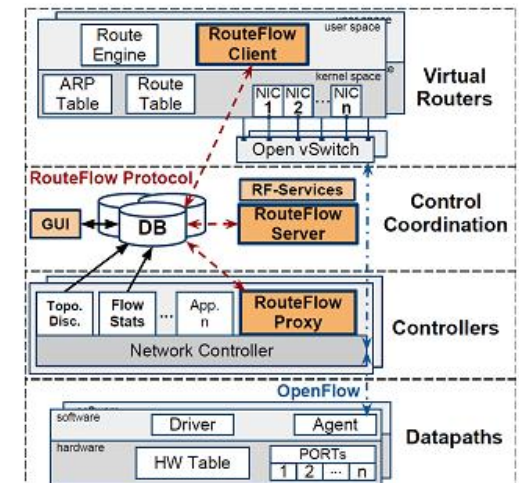 user space
user space
Route
Engine
RouteFlow
Client
kernel space
ARP
Table
Route
Table
NIC
1
NIC
2
...
NIC
n
Virtual
Routers
Open vSwitch
RouteFlow Protocol
RF-Services
GUI
DB
RouteFlow
Server
Control
Coordination
Topo.
Disc.
Flow
Stats
...
App.
n
RouteFlow
Proxy
Controllers
Network Controller
OpenFlow
software
Driver
Agent
Datapaths
hardware
HW Table
PORTs
1 2 ... n